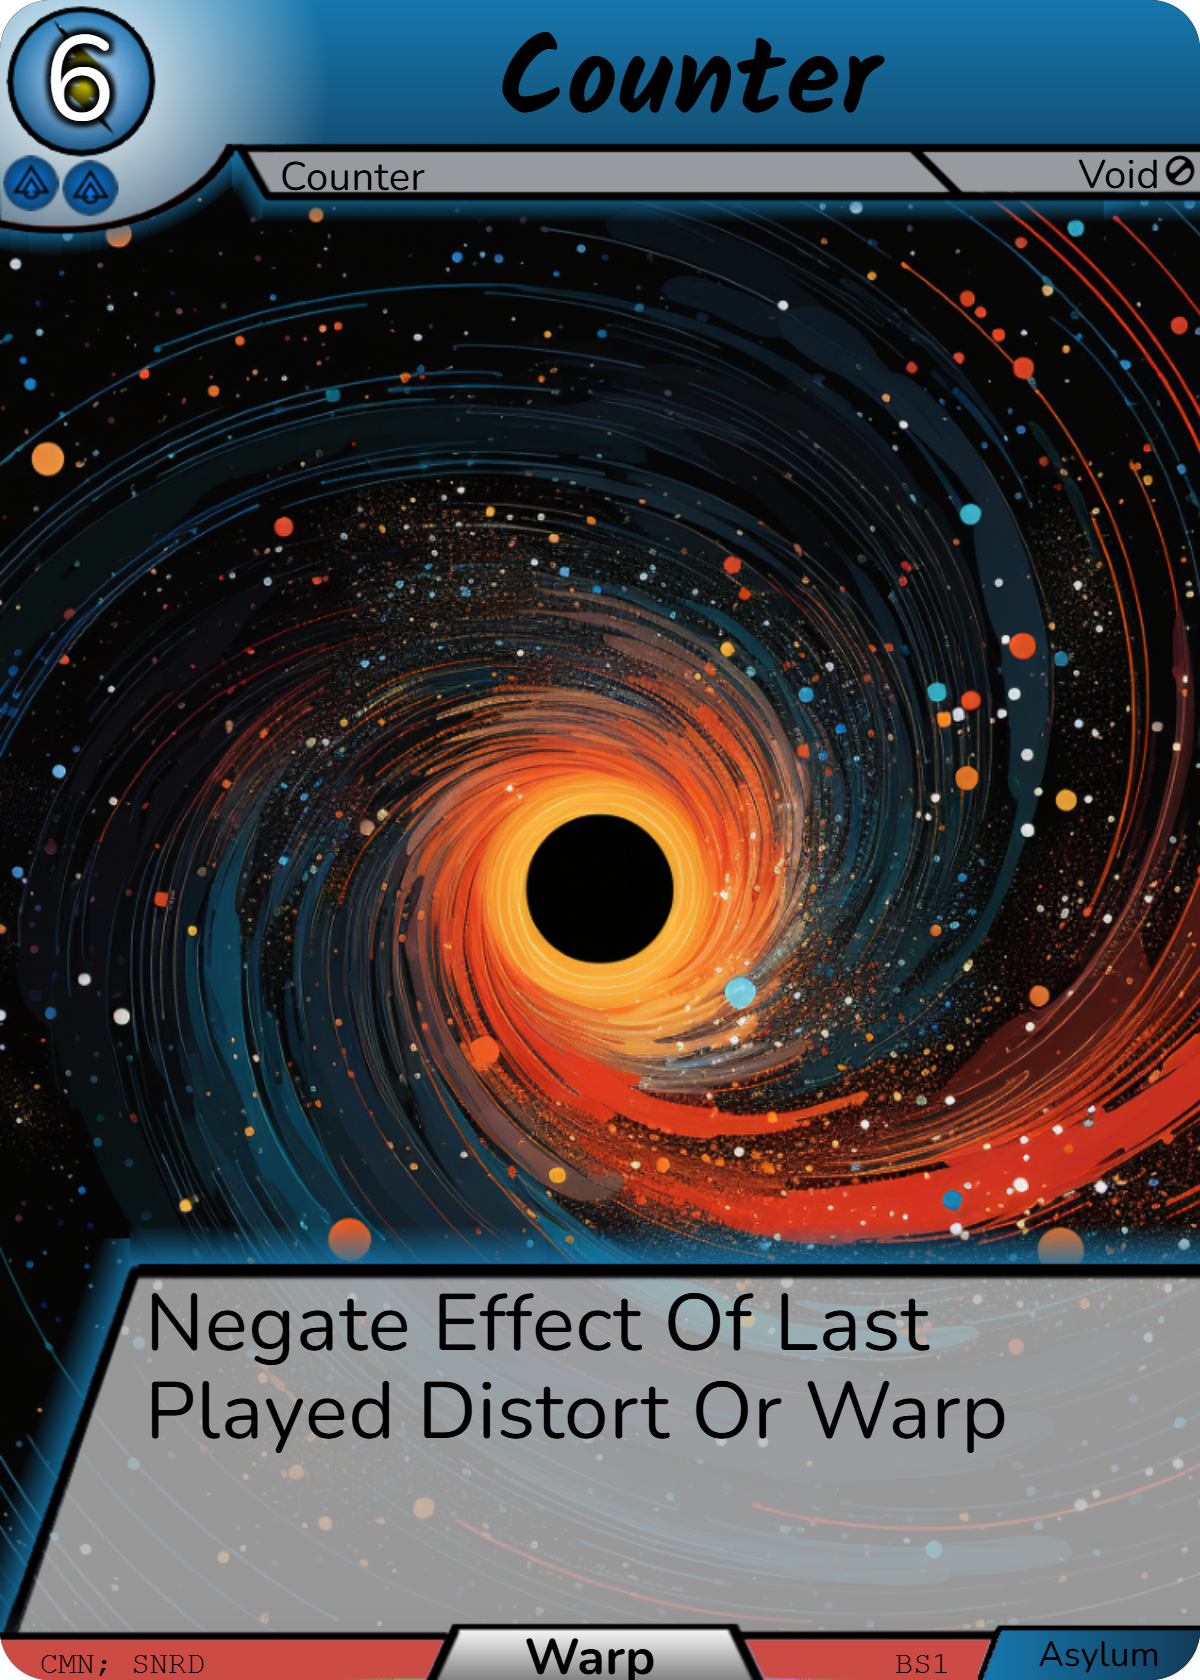 6
Counter
Counter
Void
Negate Effect Of Last
Played Distort Or Warp
CMN; SNRD
Warp
BS1
Asylum